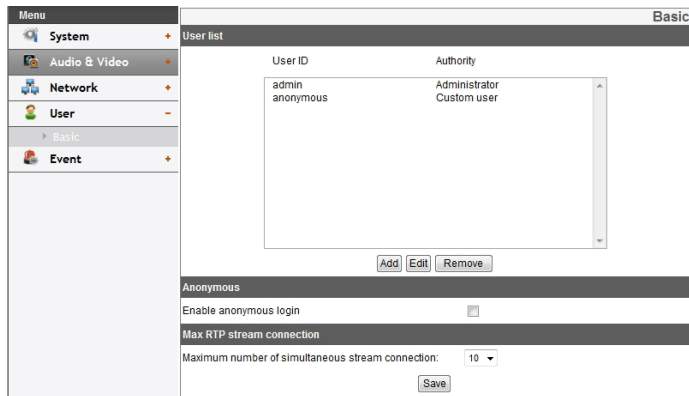 Menu
System +
Audio & Video +
Network +
User -
Basic
Event +
Basic
User list
User ID Authority
admin Administrator
anonymous Custom user
Add Edit Remove
Anonymous
Enable anonymous login
Max RTP stream connection
Maximum number of simultaneous stream connection: 10
Save